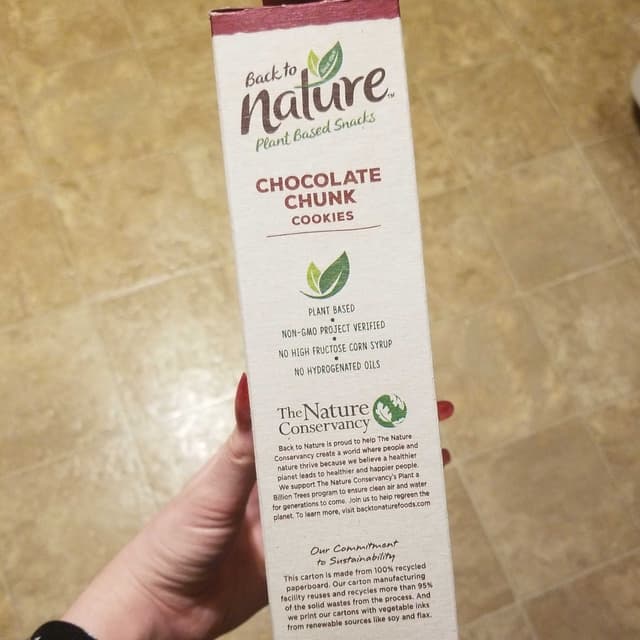 Back to
nature™
Plant Based Snacks
CHOCOLATE
CHUNK
COOKIES
PLANT BASED
•
NON-GMO PROJECT VERIFIED
•
NO HIGH FRUCTOSE CORN SYRUP
•
NO HYDROGENATED OILS
The Nature
Conservancy
Back to Nature is proud to help The Nature
Conservancy create a world where people and
nature thrive because we believe a healthier
planet leads to healthier and happier people.
We support The Nature Conservancy's Plant a
Billion Trees program to ensure clean air and water
for generations to come. Join us to help regreen the
planet. To learn more, visit backtonaturefoods.com
Our Commitment
to Sustainability
This carton is made from 100% recycled
paperboard. Our carton manufacturing
facility reuses and recycles more than 95%
of the solid wastes from the process. And
we print our cartons with vegetable inks
from renewable sources like soy and flax.